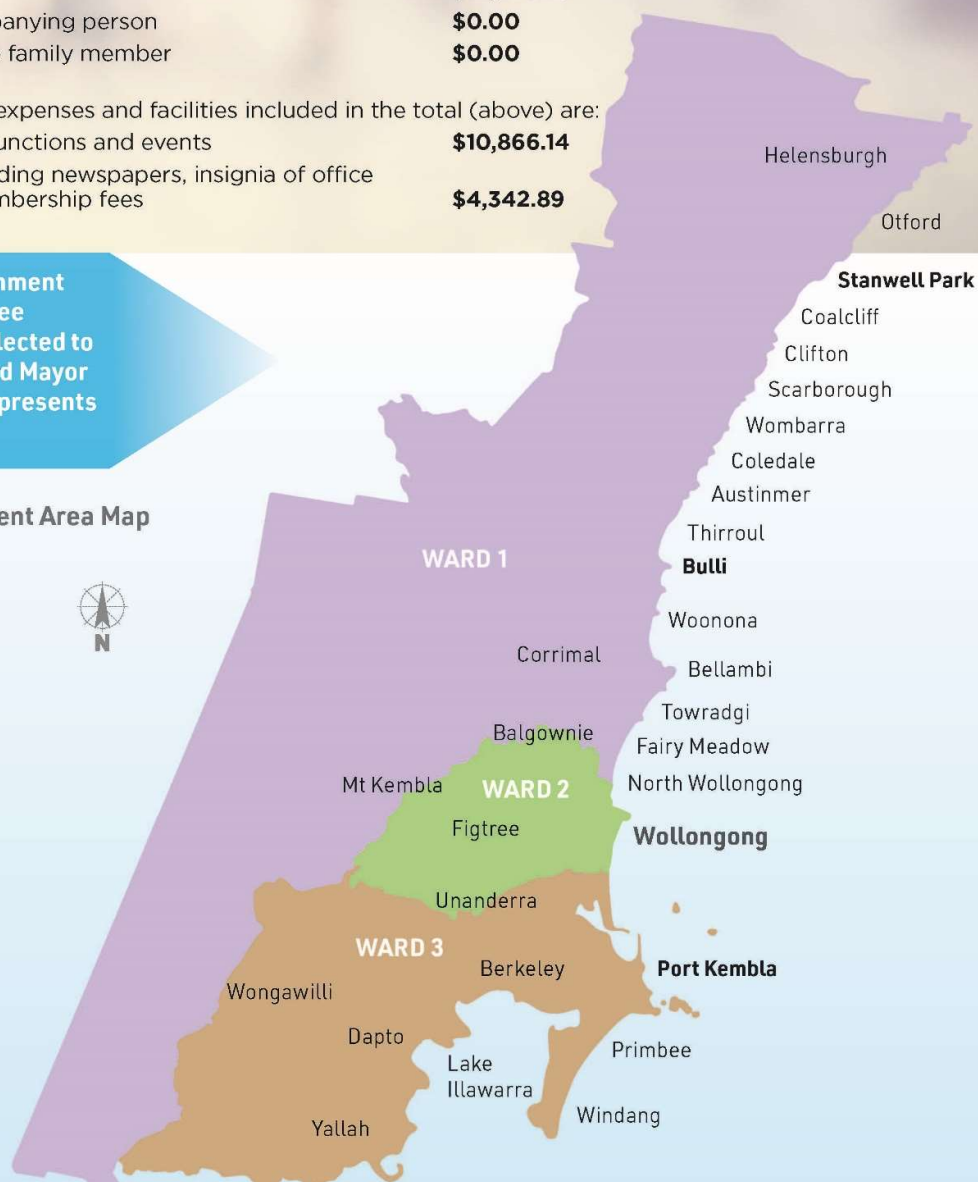 panying person $0.00
family member $0.00
expenses and facilities included in the total (above) are:
unctions and events $10,866.14
ding newspapers, insignia of office
mbership fees $4,342.89
nment
ee
lected to
d Mayor
presents
ent Area Map
N
Helensburgh
Otford
Stanwell Park
Coalcliff
Clifton
Scarborough
Wombarra
Coledale
Austinmer
Thirroul
WARD 1
Bulli
Woonona
Corrimal
Bellambi
Towradgi
Balgownie
Fairy Meadow
Mt Kembla
WARD 2
North Wollongong
Figtree
Wollongong
Unanderra
WARD 3
Berkeley
Port Kembla
Wongawilli
Dapto
Primbee
Lake
Illawarra
Windang
Yallah